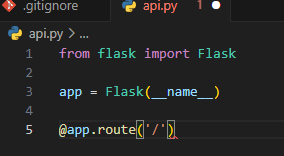 .gitignore
api.py 1
api.py > ...
1 from flask import Flask
2
3 app = Flask(__name__)
4
5 @app.route('/')